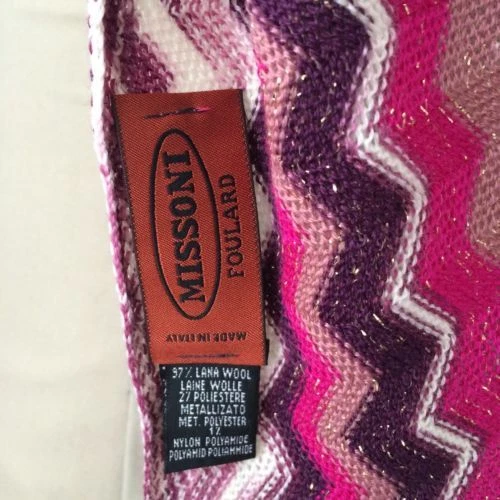 MISSONI
FOULARD
MADE IN ITALY
97% LANA WOOL
LAINE WOLLE
2% POLIESTERE
METALLIZATO
MET. POLYESTER
1%
NYLON POLYAMIDE
POLYAMID POLIAMMIDE